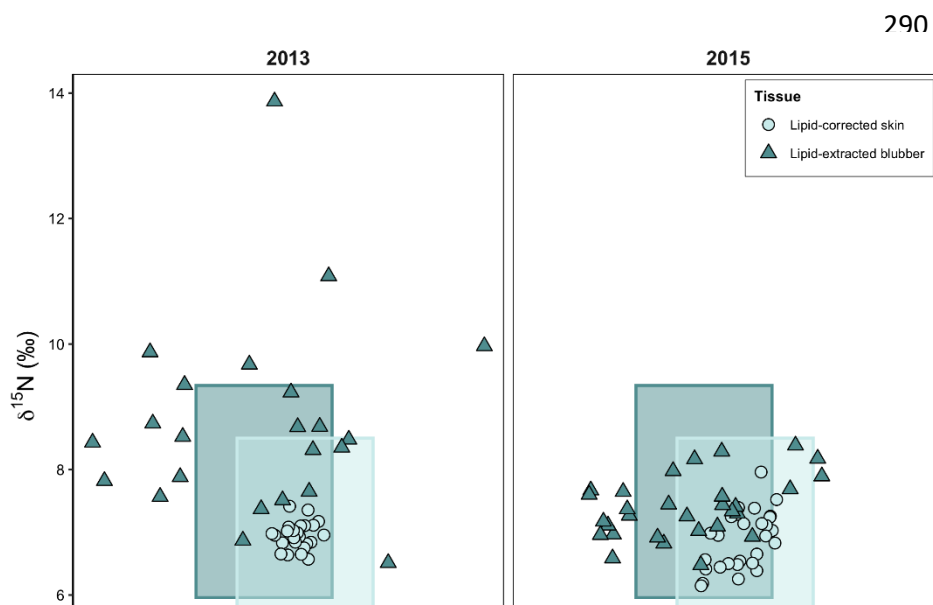 290
2013
2015
Tissue
Lipid-corrected skin
Lipid-extracted blubber
14
12
10
8
6
δ¹⁵N (‰)